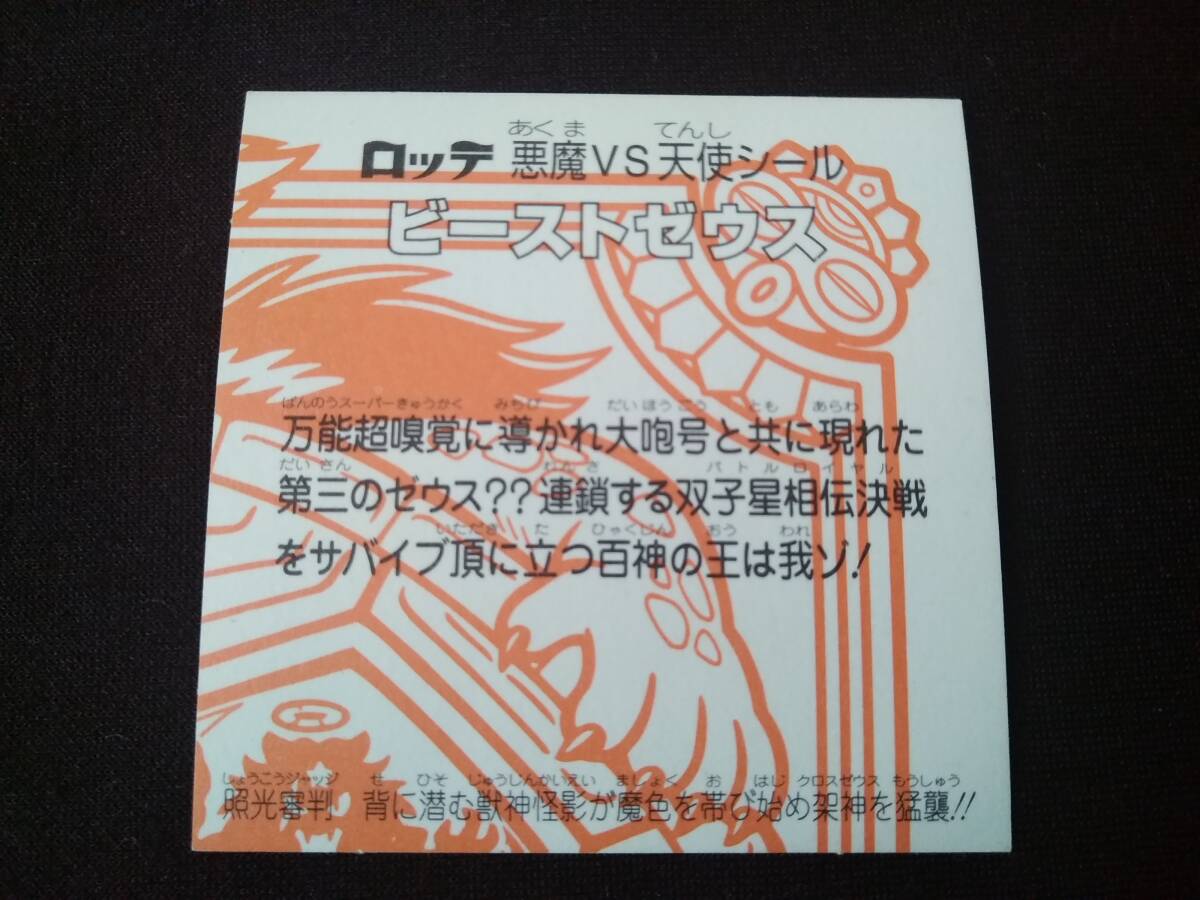 あくま てんし
ロッテ 悪魔VS天使シール
ビーストゼウス
ばんのうスーパーきゅうかく みちび だいほうごう とも あらわ
万能超嗅覚に導かれ大咆号と共に現れた
だいさん れんさ バトルロイヤル
第三のゼウス??連鎖する双子星相伝決戦
いただき た ひゃくじん おう われ
をサバイブ頂に立つ百神の王は我ゾ!
しょうこうジャッジ せ ひそ じゅうじんかいえい ましょく お はじ クロスゼウス もうしゅう
照光審判 背に潜む獣神怪影が魔色を帯び始め架神を猛襲!!